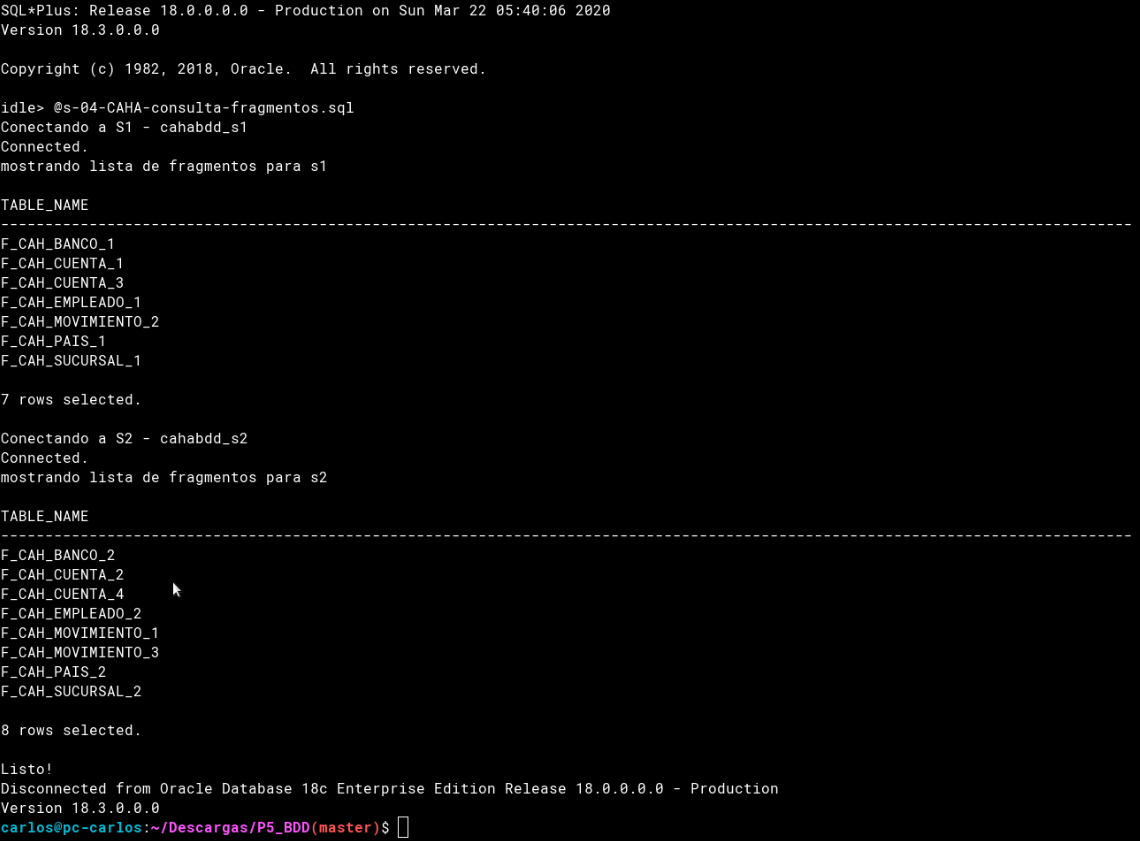 SQL*Plus: Release 18.0.0.0.0 - Production on Sun Mar 22 05:40:06 2020
Version 18.3.0.0.0
Copyright (c) 1982, 2018, Oracle.  All rights reserved.
idle> @s-04-CAHA-consulta-fragmentos.sql
Conectando a S1 - cahabdd_s1
Connected.
mostrando lista de fragmentos para s1
TABLE_NAME
--------------------------------------------------------------------------------------------------------------------------------
F_CAH_BANCO_1
F_CAH_CUENTA_1
F_CAH_CUENTA_3
F_CAH_EMPLEADO_1
F_CAH_MOVIMIENTO_2
F_CAH_PAIS_1
F_CAH_SUCURSAL_1
7 rows selected.
Conectando a S2 - cahabdd_s2
Connected.
mostrando lista de fragmentos para s2
TABLE_NAME
--------------------------------------------------------------------------------------------------------------------------------
F_CAH_BANCO_2
F_CAH_CUENTA_2
F_CAH_CUENTA_4
F_CAH_EMPLEADO_2
F_CAH_MOVIMIENTO_1
F_CAH_MOVIMIENTO_3
F_CAH_PAIS_2
F_CAH_SUCURSAL_2
8 rows selected.
Listo!
Disconnected from Oracle Database 18c Enterprise Edition Release 18.0.0.0.0 - Production
Version 18.3.0.0.0
carlos@pc-carlos:~/Descargas/P5_BDD(master)$